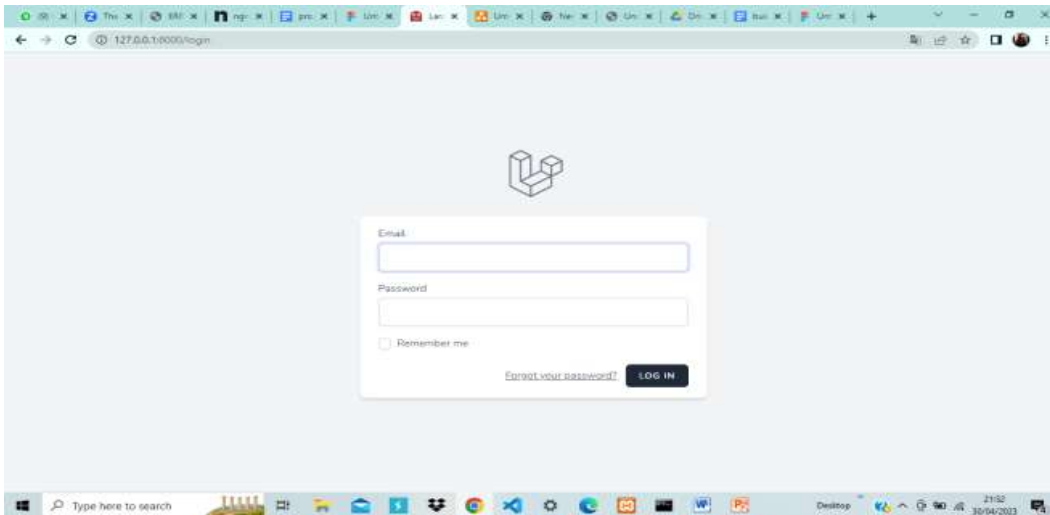 127.0.0.1:8000/login
Email
Password
Remember me
Forgot your password? LOG IN
Type here to search
Desktop
21:52
30/04/2023